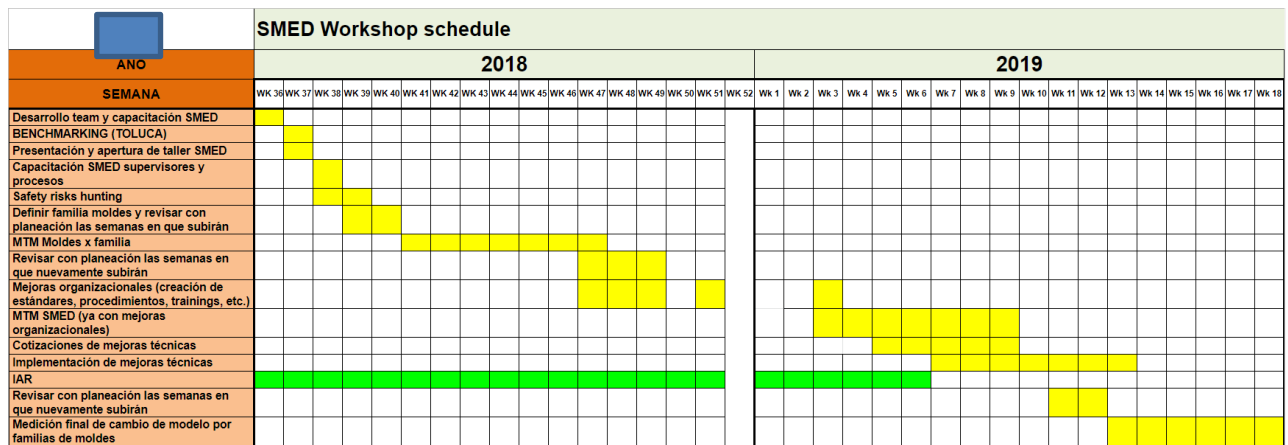 SMED Workshop schedule
AÑO 2018 2019
SEMANA WK 36 WK 37 WK 38 WK 39 WK 40 WK 41 WK 42 WK 43 WK 44 WK 45 WK 46 WK 47 WK 48 WK 49 WK 50 WK 51 WK 52 Wk 1 Wk 2 Wk 3 Wk 4 Wk 5 Wk 6 Wk 7 Wk 8 Wk 9 Wk 10 Wk 11 Wk 12 Wk 13 Wk 14 Wk 15 Wk 16 Wk 17 Wk 18
Desarrollo team y capacitación SMED
BENCHMARKING (TOLUCA)
Presentación y apertura de taller SMED
Capacitación SMED supervisores y
procesos
Safety risks hunting
Definir familia moldes y revisar con
planeación las semanas en que subirán
MTM Moldes x familia
Revisar con planeación las semanas en
que nuevamente subirán
Mejoras organizacionales (creación de
estándares, procedimientos, trainings, etc.)
MTM SMED (ya con mejoras
organizacionales)
Cotizaciones de mejoras técnicas
Implementación de mejoras técnicas
IAR
Revisar con planeación las semanas en
que nuevamente subirán
Medición final de cambio de modelo por
familias de moldes